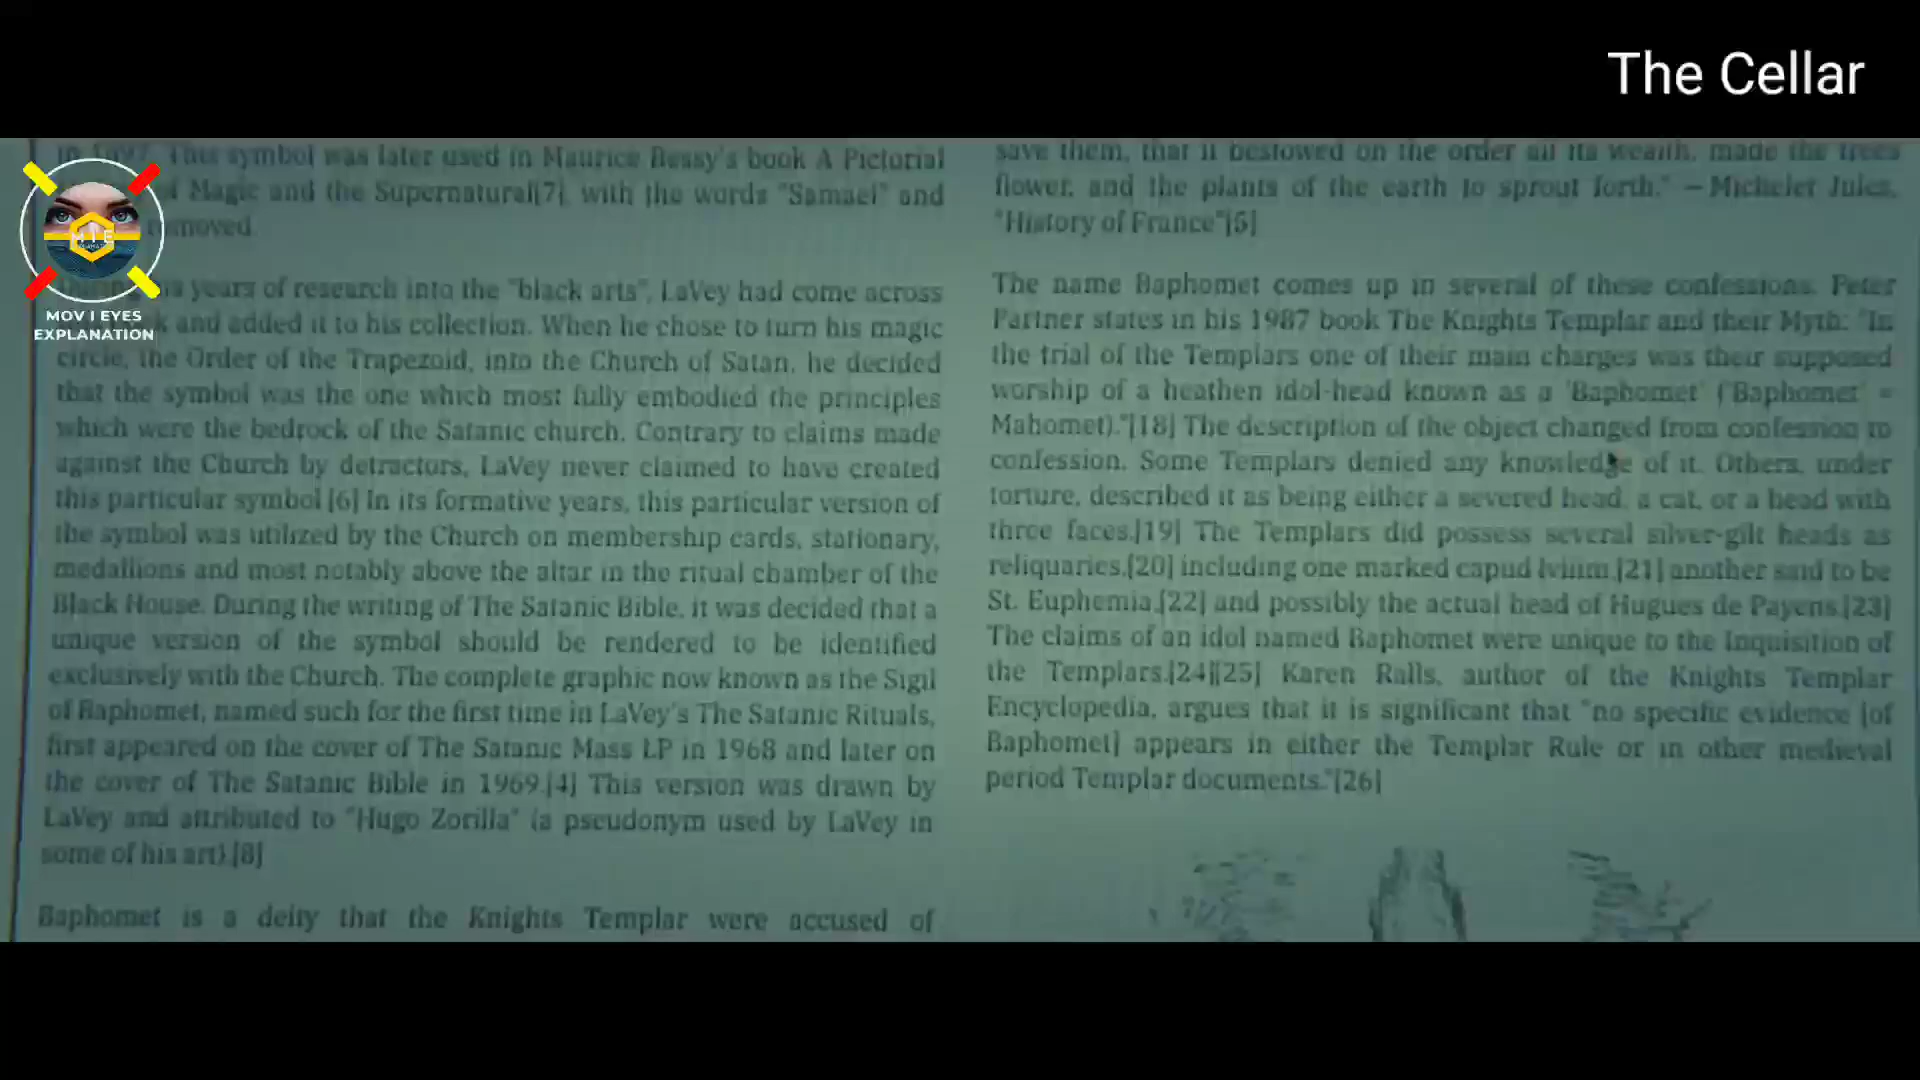 The Cellar
MOV I EYES
EXPLANATION
This symbol was later used in Maurice Bessy's book A Pictorial
Magic and the Supernatural[7], with the words "Samael" and
removed.
years of research into the "black arts", LaVey had come across
and added it to his collection. When he chose to turn his magic
circle, the Order of the Trapezoid, into the Church of Satan, he decided
that the symbol was the one which most fully embodied the principles
which were the bedrock of the Satanic church. Contrary to claims made
against the Church by detractors, LaVey never claimed to have created
this particular symbol.[6] In its formative years, this particular version of
the symbol was utilized by the Church on membership cards, stationary,
medallions and most notably above the altar in the ritual chamber of the
Black House. During the writing of The Satanic Bible, it was decided that a
unique version of the symbol should be rendered to be identified
exclusively with the Church. The complete graphic now known as the Sigil
of Baphomet, named such for the first time in LaVey's The Satanic Rituals,
first appeared on the cover of The Satanic Mass LP in 1968 and later on
the cover of The Satanic Bible in 1969.[4] This version was drawn by
LaVey and attributed to "Hugo Zorilla" (a pseudonym used by LaVey in
some of his art).[8]
Baphomet is a deity that the Knights Templar were accused of
save them, that it bestowed on the order all its wealth, made the trees
flower, and the plants of the earth to sprout forth." – Michelet Jules,
"History of France"[5]
The name Baphomet comes up in several of these confessions. Peter
Partner states in his 1987 book The Knights Templar and their Myth: "In
the trial of the Templars one of their main charges was their supposed
worship of a heathen idol-head known as a 'Baphomet' ('Baphomet' =
Mahomet)."[18] The description of the object changed from confession to
confession. Some Templars denied any knowledge of it. Others, under
torture, described it as being either a severed head, a cat, or a head with
three faces.[19] The Templars did possess several silver-gilt heads as
reliquaries,[20] including one marked capud lviiim,[21] another said to be
St. Euphemia,[22] and possibly the actual head of Hugues de Payens.[23]
The claims of an idol named Baphomet were unique to the Inquisition of
the Templars.[24][25] Karen Ralls, author of the Knights Templar
Encyclopedia, argues that it is significant that "no specific evidence [of
Baphomet] appears in either the Templar Rule or in other medieval
period Templar documents."[26]